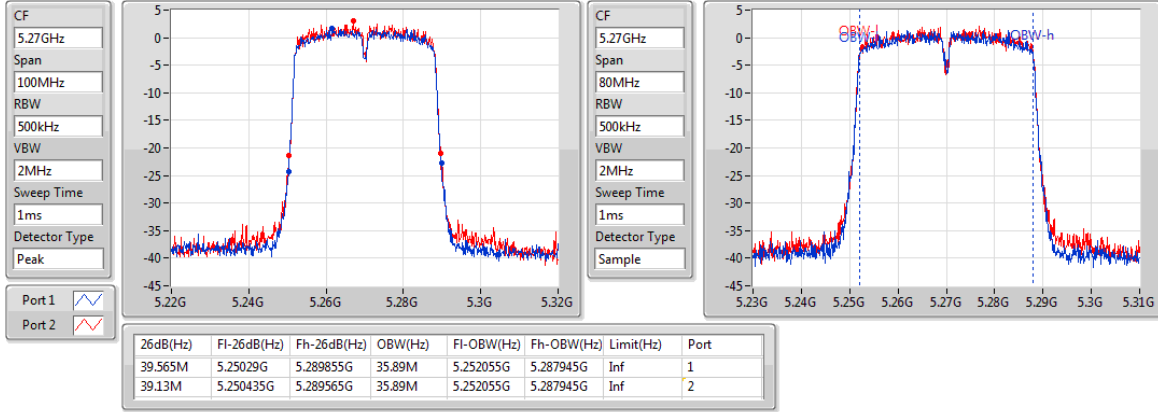 CF
5.27GHz
Span
100MHz
RBW
500kHz
VBW
2MHz
Sweep Time
1ms
Detector Type
Peak
Port 1
Port 2
5
0
-5
-10
-15
-20
-25
-30
-35
-40
-45
5.22G 5.24G 5.26G 5.28G 5.3G 5.32G
CF
5.27GHz
Span
80MHz
RBW
500kHz
VBW
2MHz
Sweep Time
1ms
Detector Type
Sample
5
0
-5
-10
-15
-20
-25
-30
-35
-40
-45
OBW-h
5.23G 5.24G 5.25G 5.26G 5.27G 5.28G 5.29G 5.3G 5.31G
26dB(Hz) Fl-26dB(Hz) Fh-26dB(Hz) OBW(Hz) Fl-OBW(Hz) Fh-OBW(Hz) Limit(Hz) Port
39.565M 5.25029G 5.289855G 35.89M 5.252055G 5.287945G Inf 1
39.13M 5.250435G 5.289565G 35.89M 5.252055G 5.287945G Inf 2